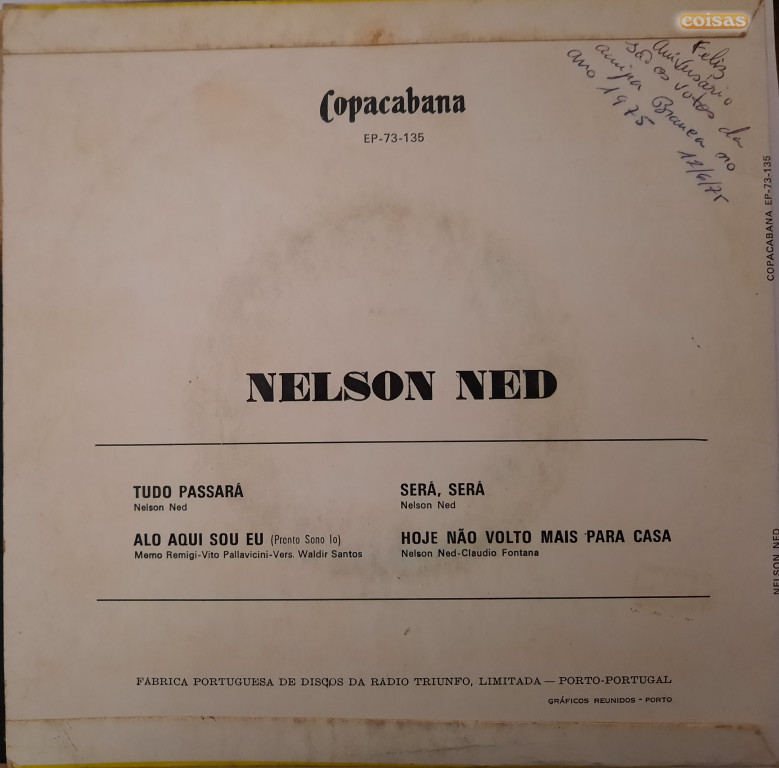 coisas
Feliz
Aniversário
são os votos da
amiga Branca no
ano 1975
12/6/75
Copacabana
EP-73-135
COPACABANA EP-73-135
NELSON NED
TUDO PASSARÁ
Nelson Ned
ALO AQUI SOU EU (Pronto Sono Io)
Memo Remigi-Vito Pallavicini-Vers. Waldir Santos
SERÁ, SERÁ
Nelson Ned
HOJE NÃO VOLTO MAIS PARA CASA
Nelson Ned-Claudio Fontana
NELSON NED
FÁBRICA PORTUGUESA DE DISCOS DA RÁDIO TRIUNFO, LIMITADA — PORTO-PORTUGAL
GRÁFICOS REUNIDOS - PORTO